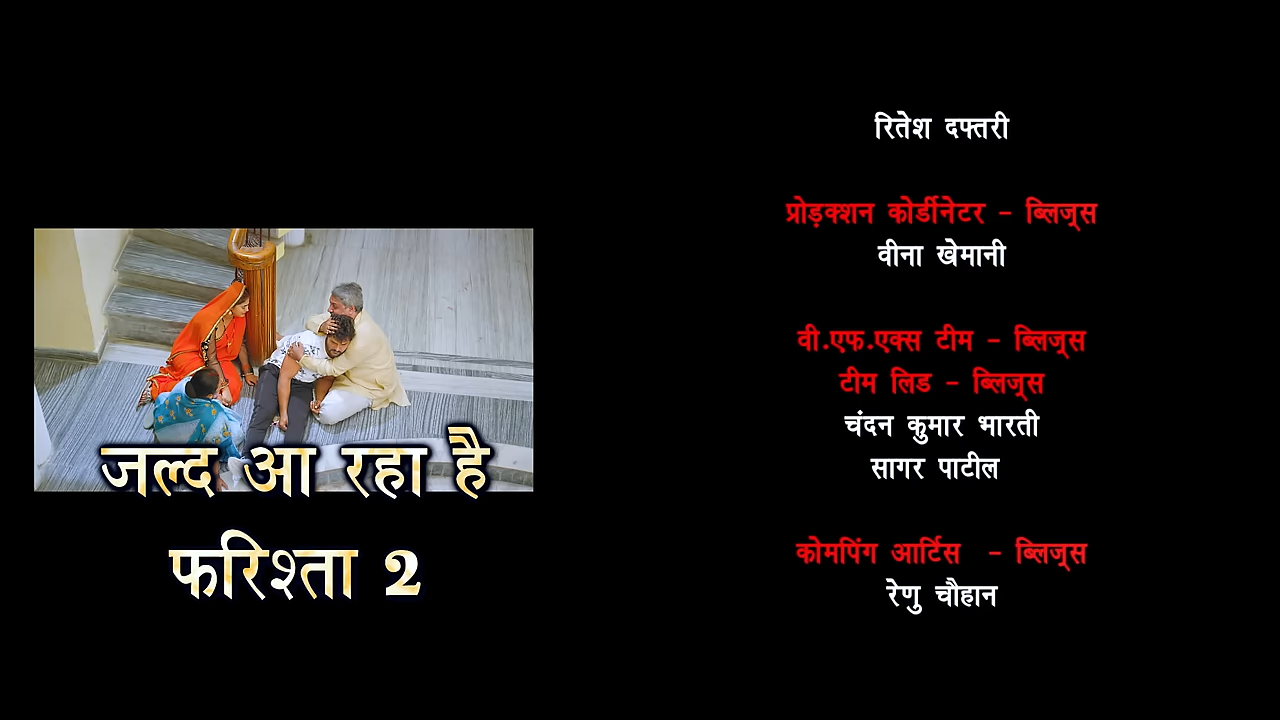 जल्द आ रहा है
फरिश्ता 2
रितेश दफ्तरी
प्रोड़क्शन कोर्डीनेटर - ब्लिज्स
वीना खेमानी
वी.एफ.एक्स टीम - ब्लिज्स
टीम लिड - ब्लिज्स
चंदन कुमार भारती
सागर पाटील
कोमपिंग आर्टिस - ब्लिज्स
रेणु चौहान